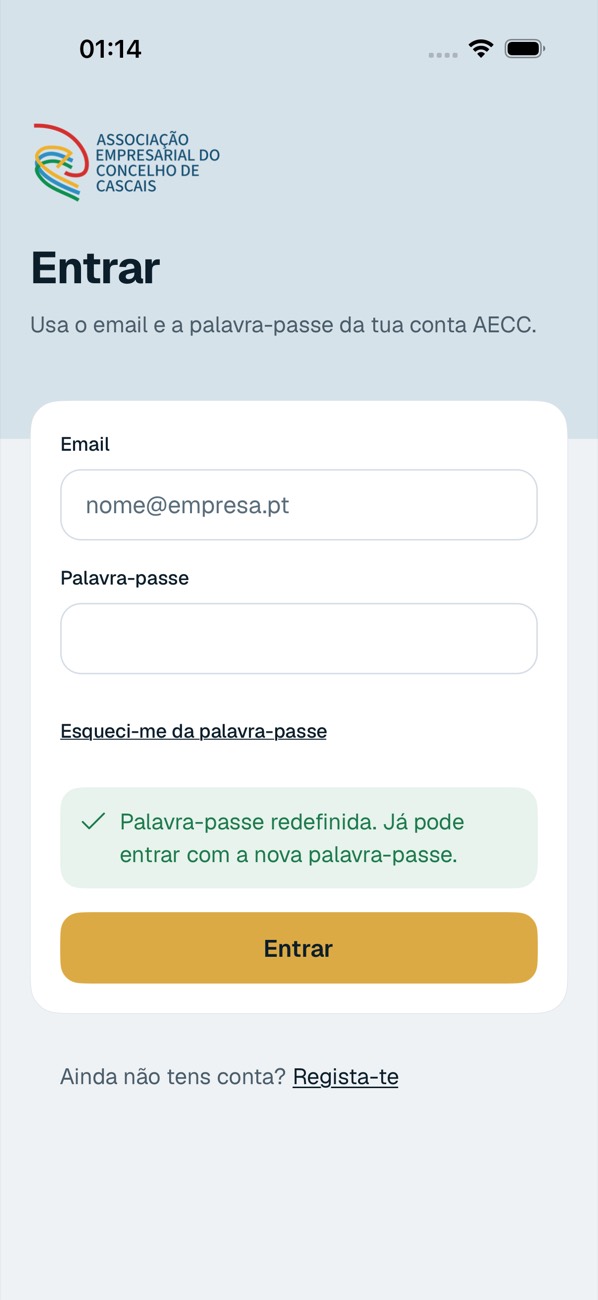 01:14
ASSOCIAÇÃO
EMPRESARIAL DO
CONCELHO DE
CASCAIS
Entrar
Usa o email e a palavra-passe da tua conta AECC.
Email
nome@empresa.pt
Palavra-passe
Esqueci-me da palavra-passe
Palavra-passe redefinida. Já pode
entrar com a nova palavra-passe.
Entrar
Ainda não tens conta? Regista-te